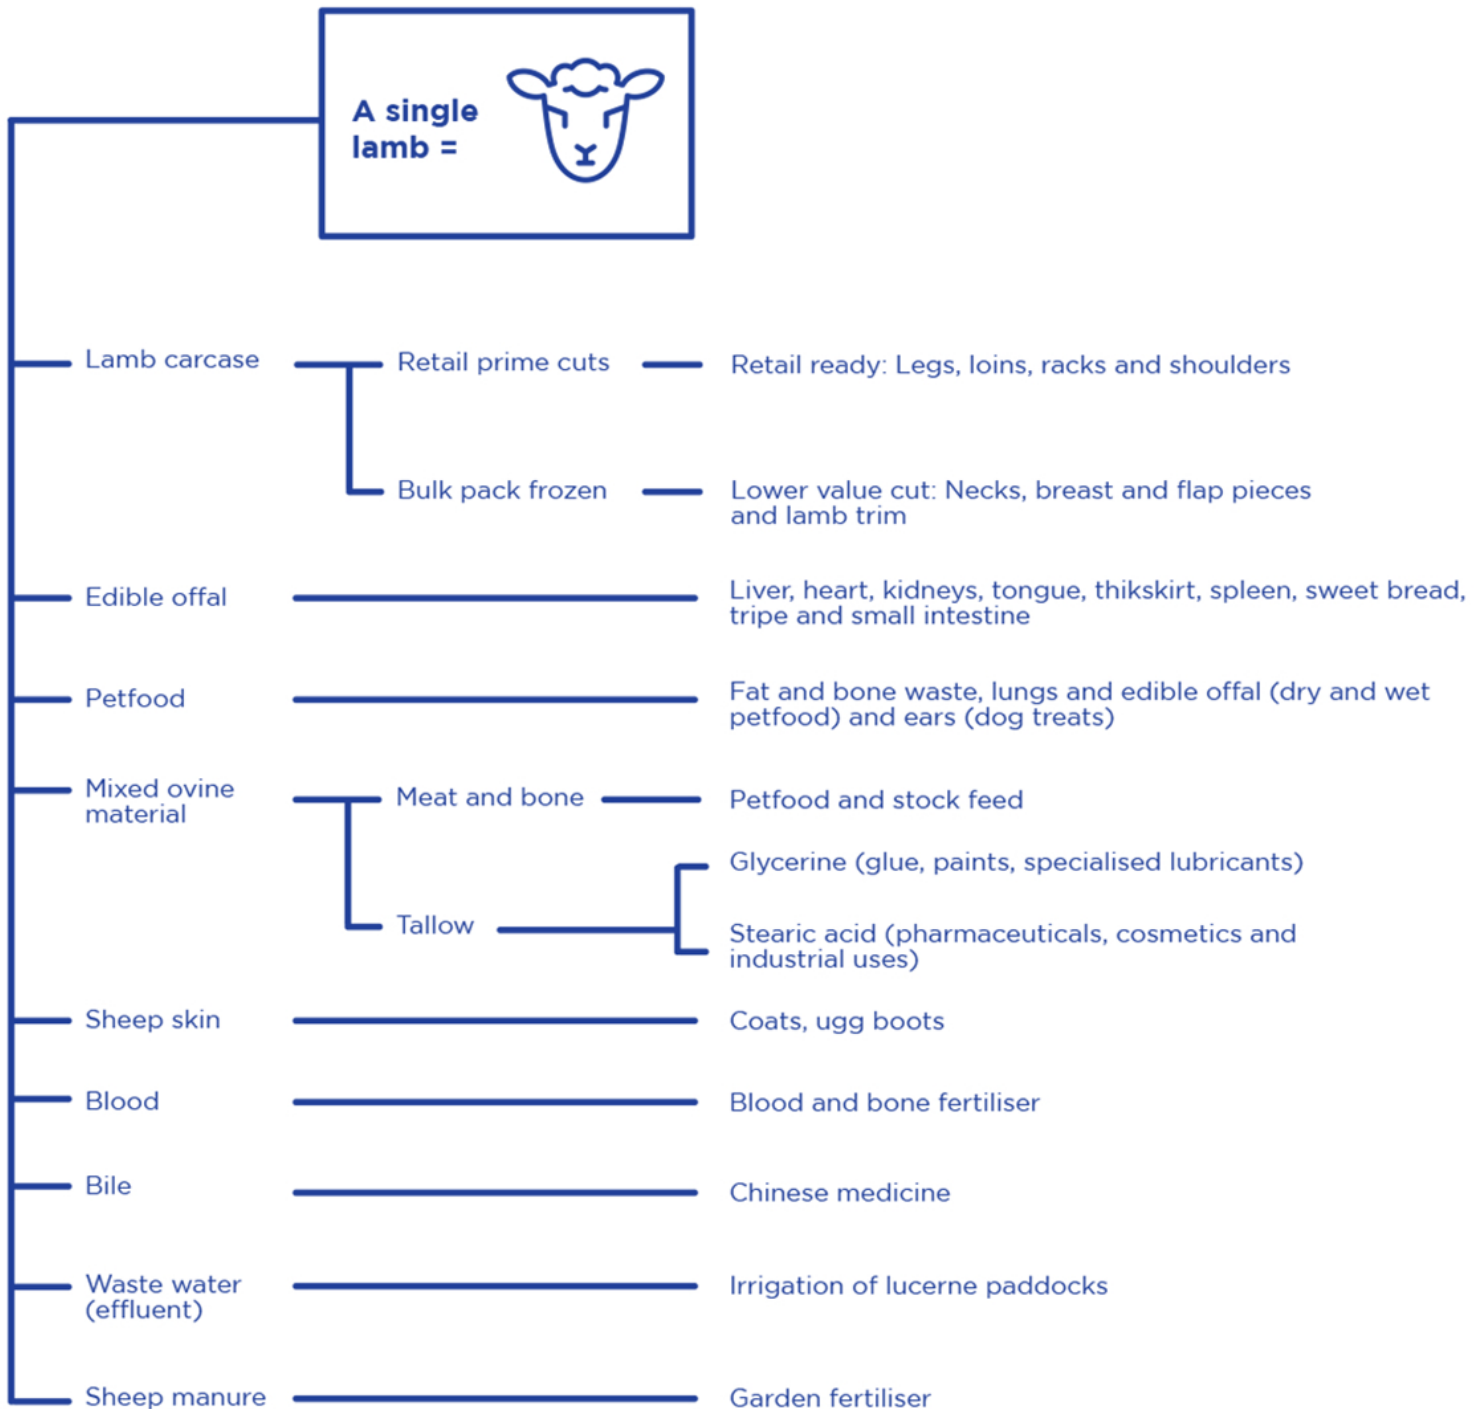 A single
lamb =
Lamb carcase
Retail prime cuts
Retail ready: Legs, loins, racks and shoulders
Bulk pack frozen
Lower value cut: Necks, breast and flap pieces
and lamb trim
Edible offal
Liver, heart, kidneys, tongue, thikskirt, spleen, sweet bread,
tripe and small intestine
Petfood
Fat and bone waste, lungs and edible offal (dry and wet
petfood) and ears (dog treats)
Mixed ovine
material
Meat and bone
Petfood and stock feed
Tallow
Glycerine (glue, paints, specialised lubricants)
Stearic acid (pharmaceuticals, cosmetics and
industrial uses)
Sheep skin
Coats, ugg boots
Blood
Blood and bone fertiliser
Bile
Chinese medicine
Waste water
(effluent)
Irrigation of lucerne paddocks
Sheep manure
Garden fertiliser